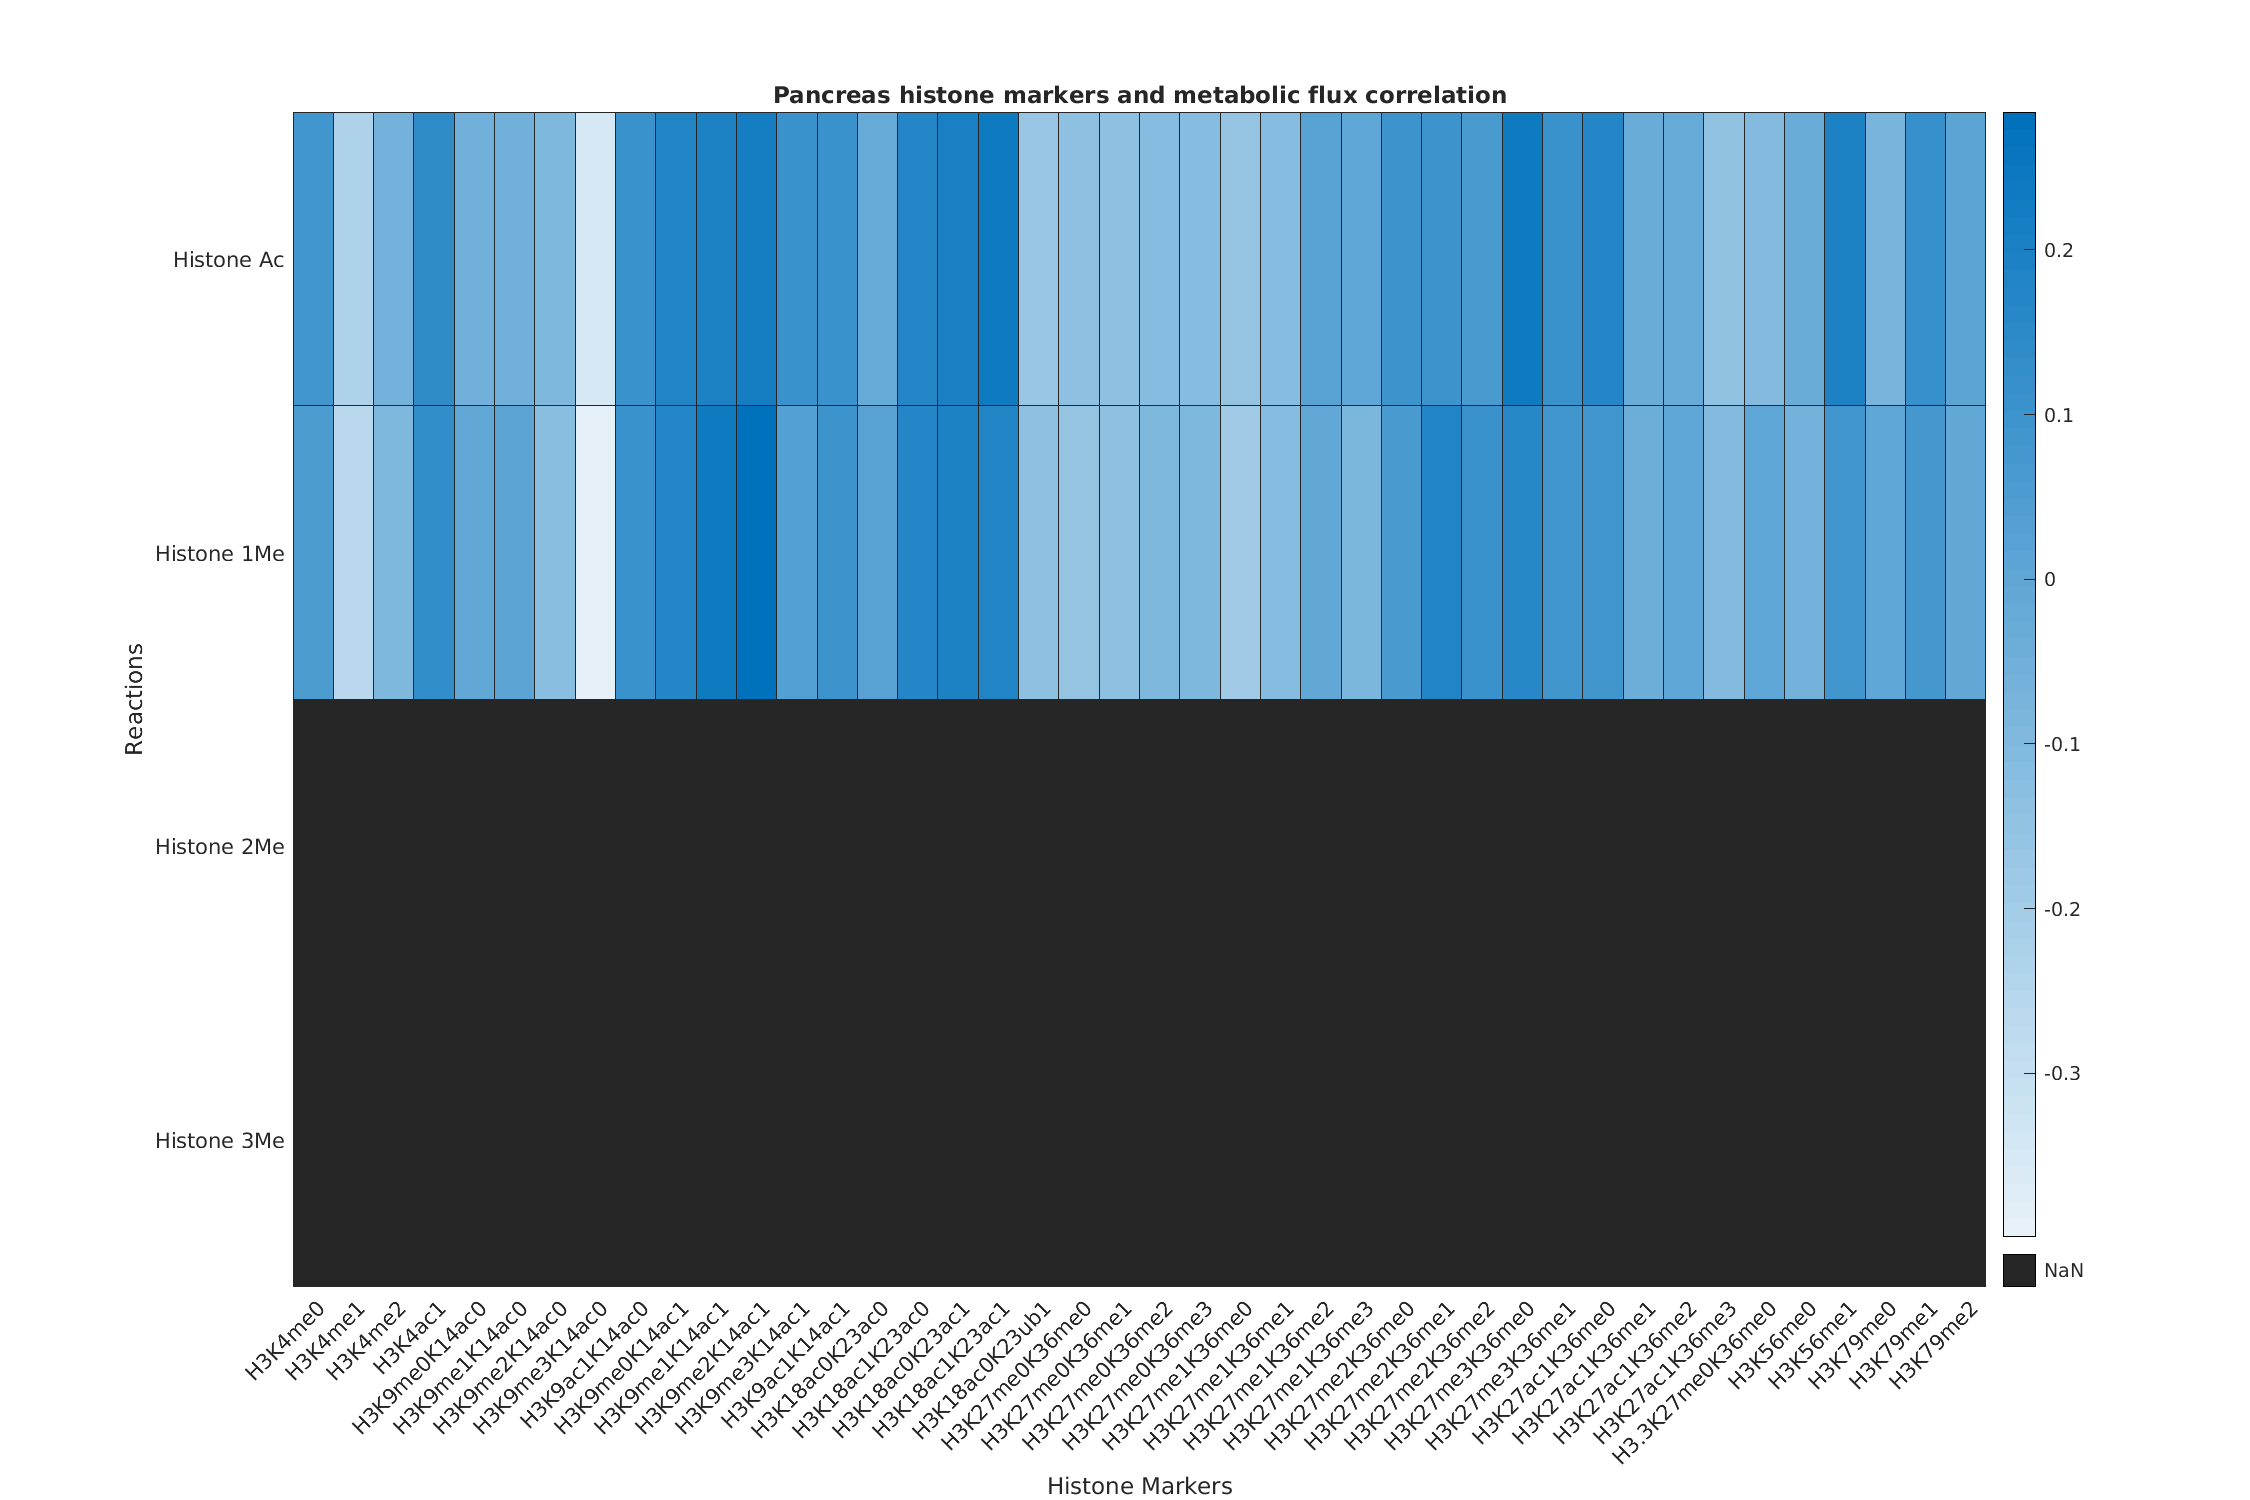 Pancreas histone markers and metabolic flux correlation
Histone Ac
Histone 1Me
Histone 2Me
Histone 3Me
Reactions
0.2
0.1
0
-0.1
-0.2
-0.3
NaN
H3K4me0
H3K4me1
H3K4me2
H3K4ac1
H3K9me0K14ac0
H3K9me1K14ac0
H3K9me2K14ac0
H3K9me3K14ac0
H3K9ac1K14ac0
H3K9me0K14ac1
H3K9me1K14ac1
H3K9me2K14ac1
H3K9me3K14ac1
H3K9ac1K14ac1
H3K18ac0K23ac0
H3K18ac1K23ac0
H3K18ac0K23ac1
H3K18ac1K23ac1
H3K18ac0K23ub1
H3K27me0K36me0
H3K27me0K36me1
H3K27me0K36me2
H3K27me0K36me3
H3K27me1K36me0
H3K27me1K36me1
H3K27me1K36me2
H3K27me1K36me3
H3K27me2K36me0
H3K27me2K36me1
H3K27me2K36me2
H3K27me3K36me0
H3K27me3K36me1
H3K27ac1K36me0
H3K27ac1K36me1
H3K27ac1K36me2
H3K27ac1K36me3
H3.3K27me0K36me0
H3K56me0
H3K56me1
H3K79me0
H3K79me1
H3K79me2
Histone Markers